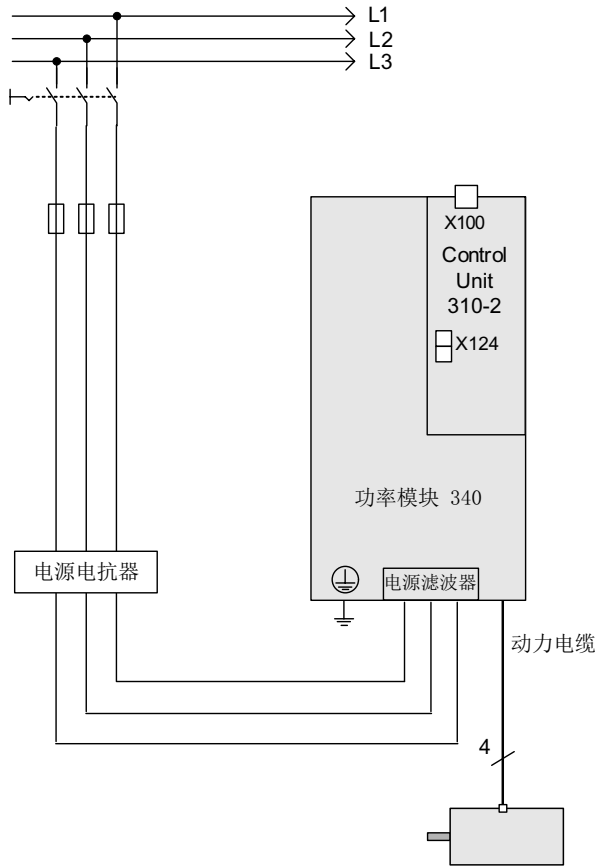 L1
L2
L3
X100
Control
Unit
310-2
X124
功率模块 340
电源电抗器
电源滤波器
动力电缆
4